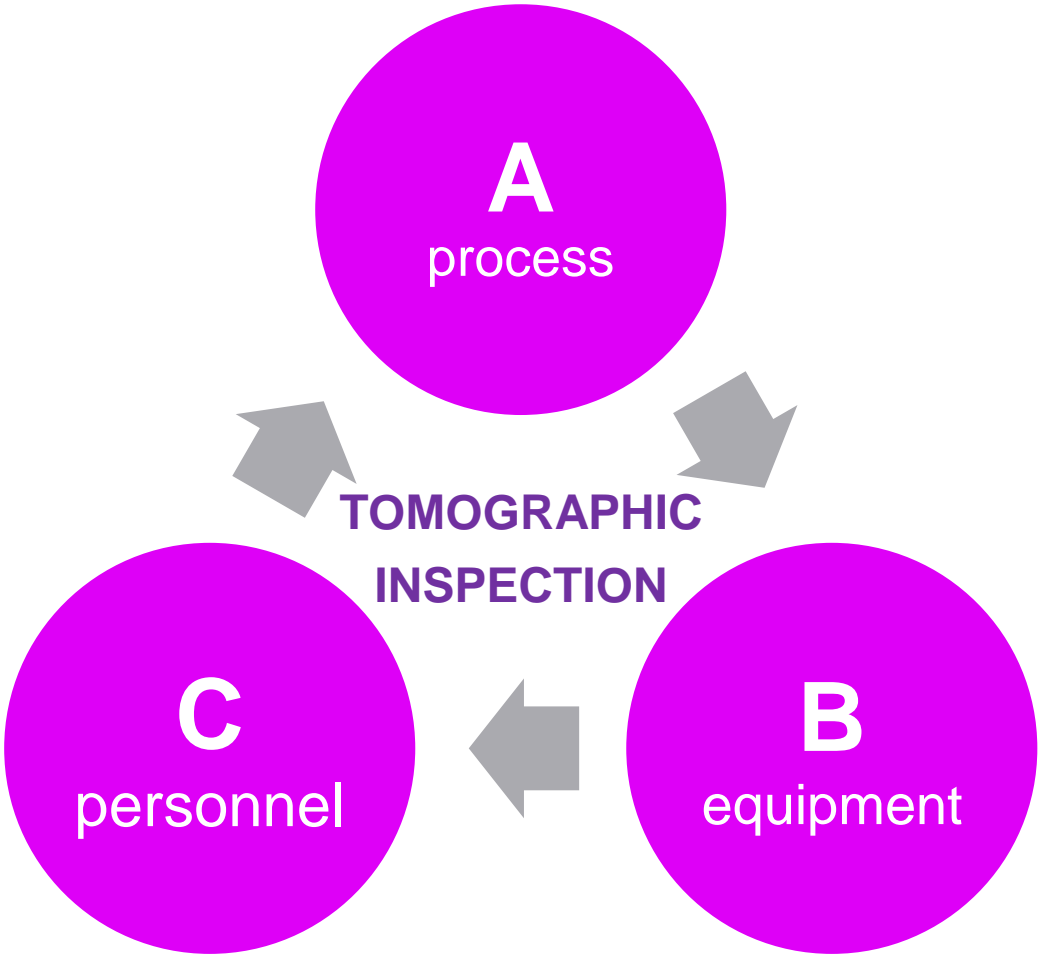 A
process
TOMOGRAPHIC
INSPECTION
C
personnel
B
equipment